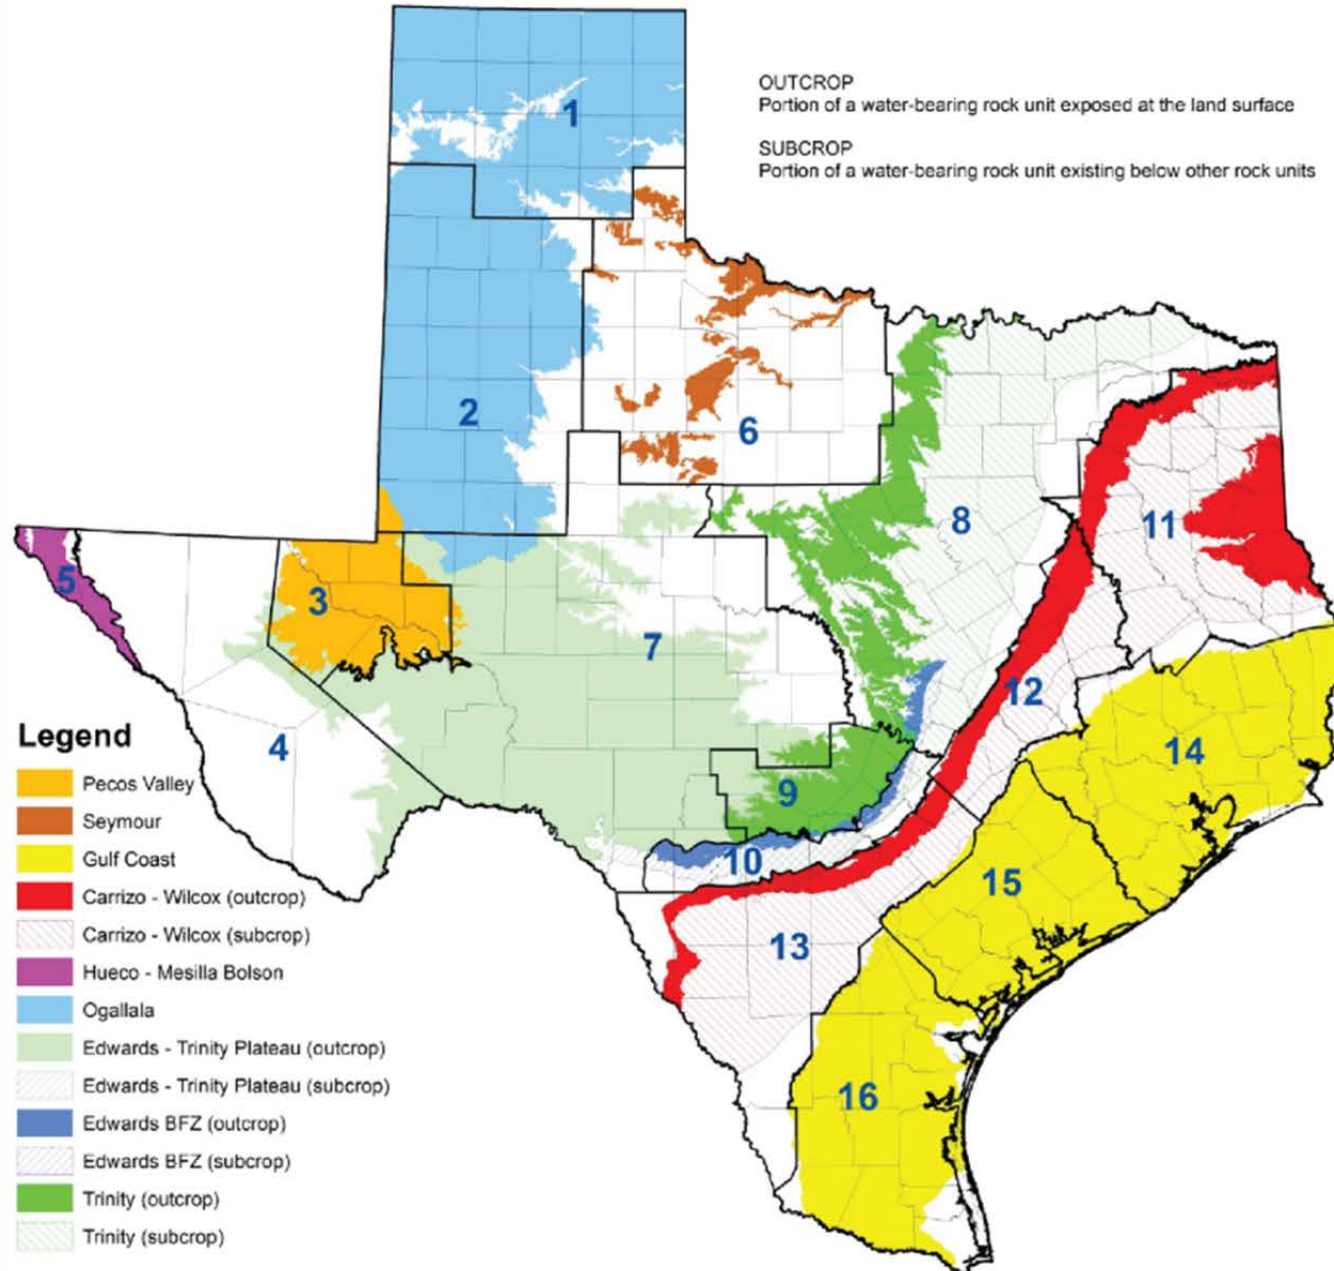 OUTCROP
Portion of a water-bearing rock unit exposed at the land surface
SUBCROP
Portion of a water-bearing rock unit existing below other rock units
1
2
6
8
11
5
3
7
12
4
14
9
10
15
13
16
Legend
Pecos Valley
Seymour
Gulf Coast
Carrizo - Wilcox (outcrop)
Carrizo - Wilcox (subcrop)
Hueco - Mesilla Bolson
Ogallala
Edwards - Trinity Plateau (outcrop)
Edwards - Trinity Plateau (subcrop)
Edwards BFZ (outcrop)
Edwards BFZ (subcrop)
Trinity (outcrop)
Trinity (subcrop)